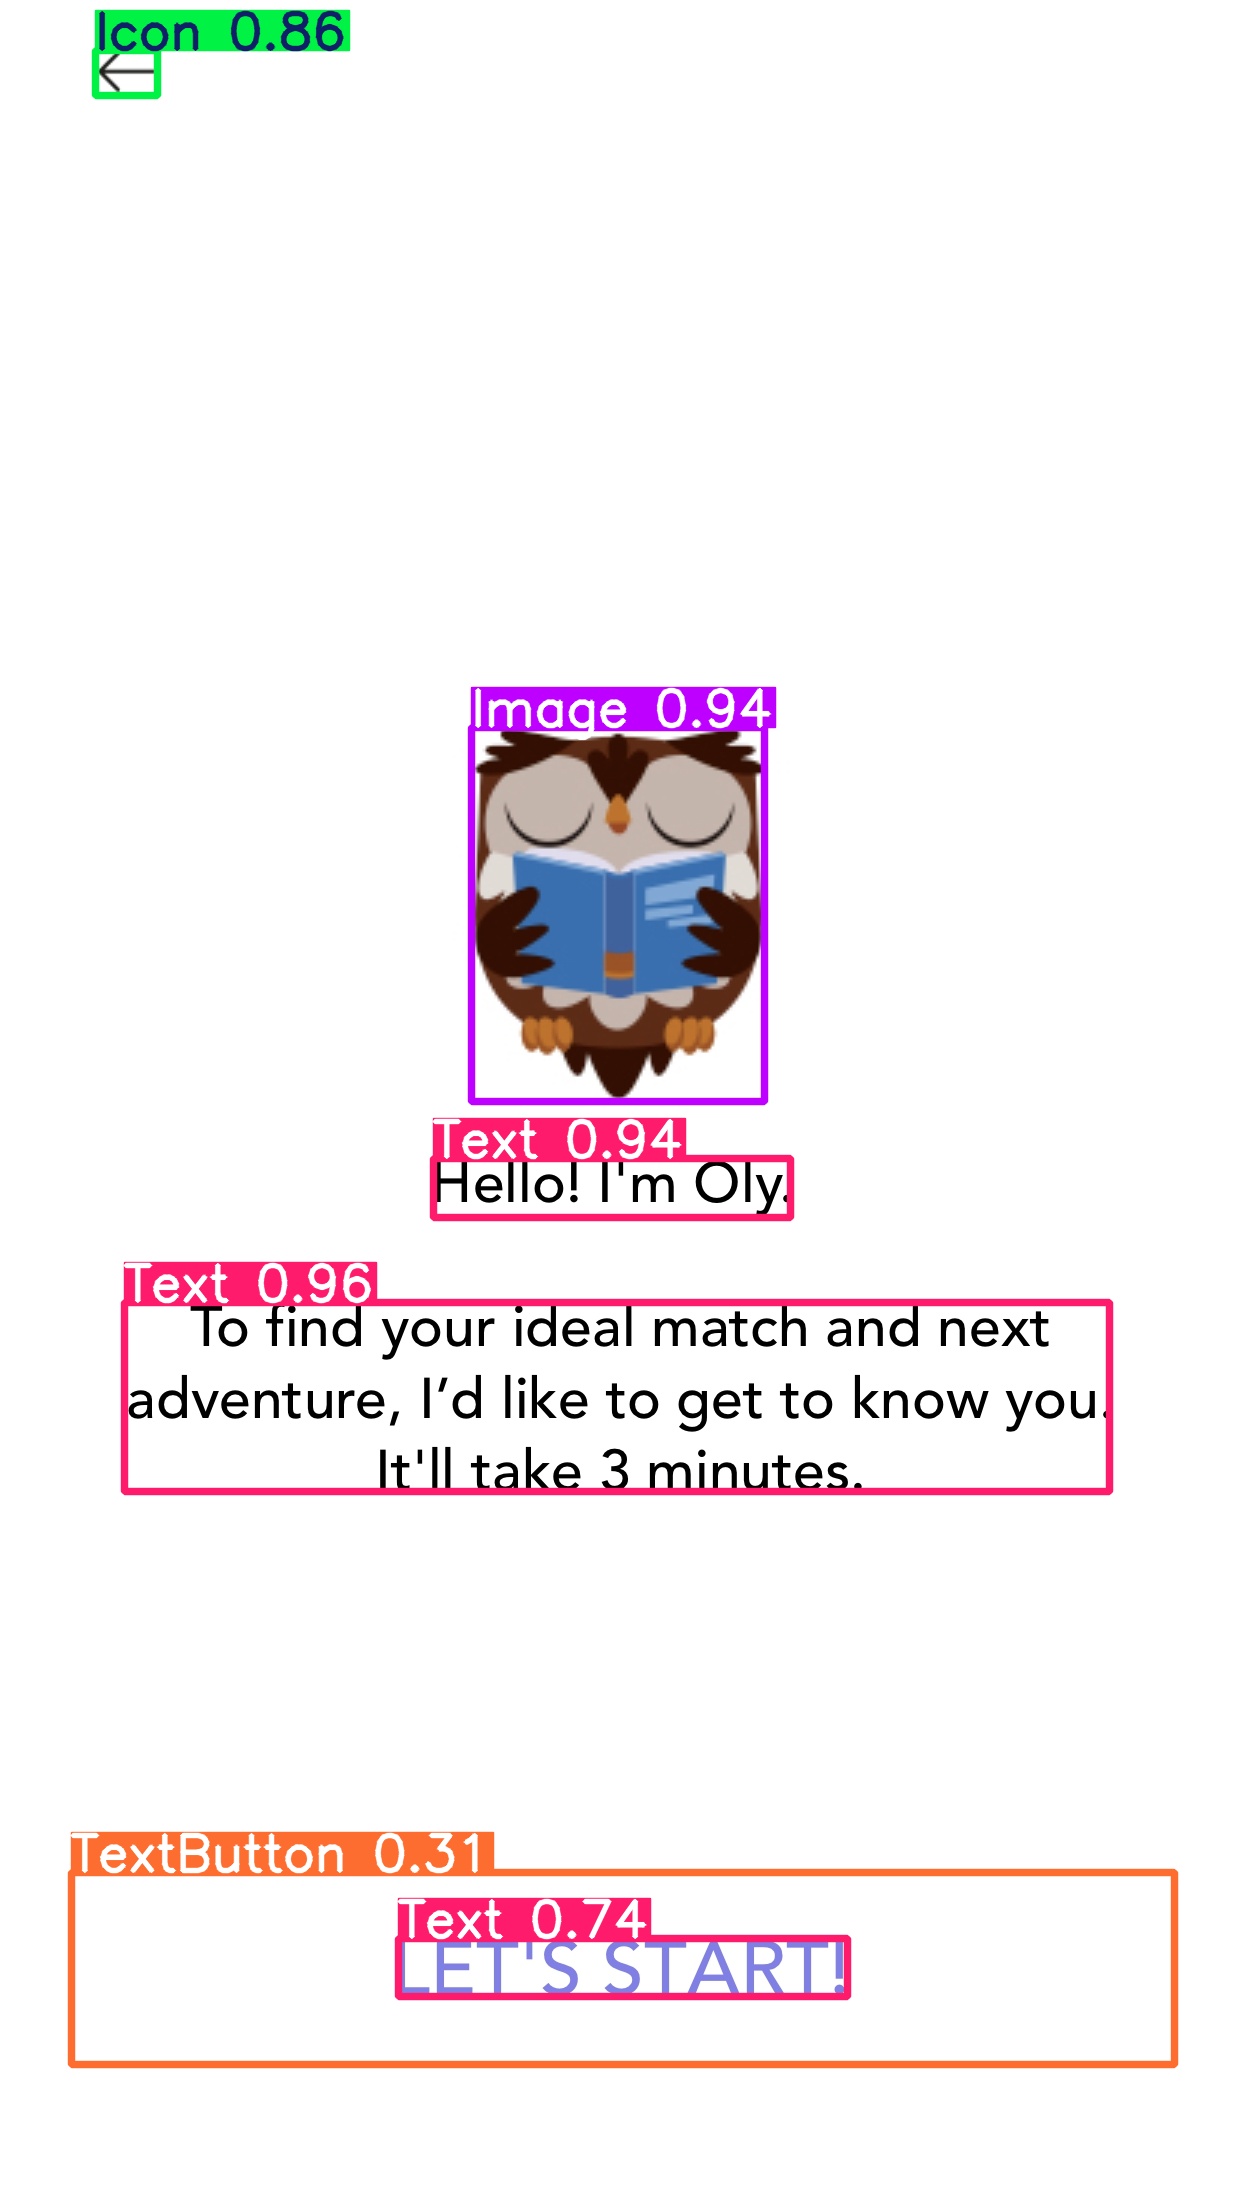 Icon 0.86
Image 0.94
Text 0.94
Hello! I'm Oly.
Text 0.96
To find your ideal match and next
adventure, I’d like to get to know you.
It'll take 3 minutes.
TextButton 0.31
Text 0.74
LET'S START!